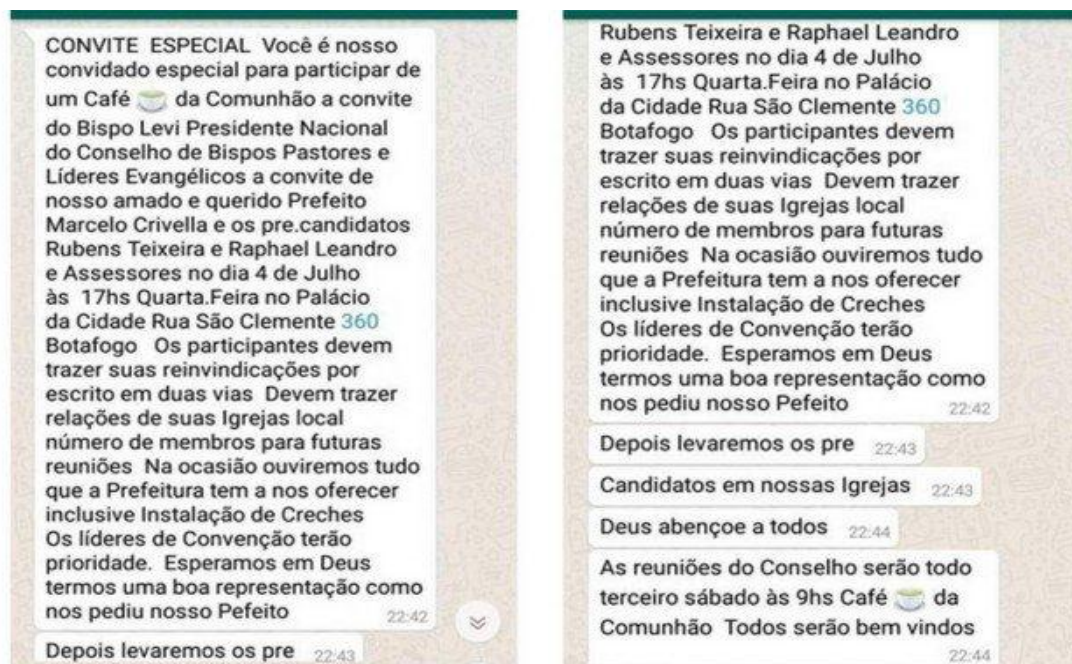 CONVITE ESPECIAL Você é nosso
convidado especial para participar de
um Café ☕ da Comunhão a convite
do Bispo Levi Presidente Nacional
do Conselho de Bispos Pastores e
Líderes Evangélicos a convite de
nosso amado e querido Prefeito
Marcelo Crivella e os pre.candidatos
Rubens Teixeira e Raphael Leandro
e Assessores no dia 4 de Julho
às 17hs Quarta.Feira no Palácio
da Cidade Rua São Clemente 360
Botafogo Os participantes devem
trazer suas reinvindicações por
escrito em duas vias Devem trazer
relações de suas Igrejas local
número de membros para futuras
reuniões Na ocasião ouviremos tudo
que a Prefeitura tem a nos oferecer
inclusive Instalação de Creches
Os líderes de Convenção terão
prioridade. Esperamos em Deus
termos uma boa representação como
nos pediu nosso Pefeito 22:42
Depois levaremos os pre 22:43
Rubens Teixeira e Raphael Leandro
e Assessores no dia 4 de Julho
às 17hs Quarta.Feira no Palácio
da Cidade Rua São Clemente 360
Botafogo Os participantes devem
trazer suas reinvindicações por
escrito em duas vias Devem trazer
relações de suas Igrejas local
número de membros para futuras
reuniões Na ocasião ouviremos tudo
que a Prefeitura tem a nos oferecer
inclusive Instalação de Creches
Os líderes de Convenção terão
prioridade. Esperamos em Deus
termos uma boa representação como
nos pediu nosso Pefeito 22:42
Depois levaremos os pre 22:43
Candidatos em nossas Igrejas 22:43
Deus abençoe a todos 22:44
As reuniões do Conselho serão todo
terceiro sábado às 9hs Café ☕ da
Comunhão Todos serão bem vindos
22:44